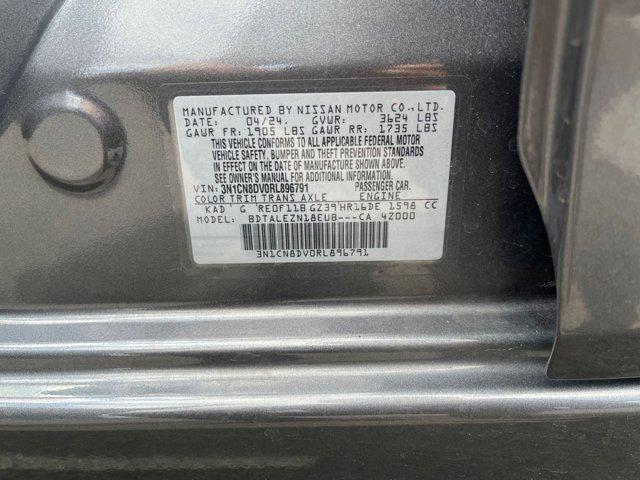 MANUFACTURED BY NISSAN MOTOR CO.,LTD.
DATE: 04/24. GVWR: 3624 LBS
GAWR FR: 1905 LBS GAWR RR: 1735 LBS
THIS VEHICLE CONFORMS TO ALL APPLICABLE FEDERAL MOTOR
VEHICLE SAFETY, BUMPER AND THEFT PREVENTION STANDARDS
IN EFFECT ON THE DATE OF MANUFACTURE SHOWN ABOVE.
SEE OWNER'S MANUAL FOR ADDITIONAL INFORMATION.
VIN: 3N1CN8DV0RL896791 PASSENGER CAR.
COLOR TRIM TRANS AXLE ENGINE
KAD G RE0F11B GZ39 HR16DE 1598 CC
MODEL: BDTALEZN18EUB---CA 42000
3N1CN8DV0RL896791